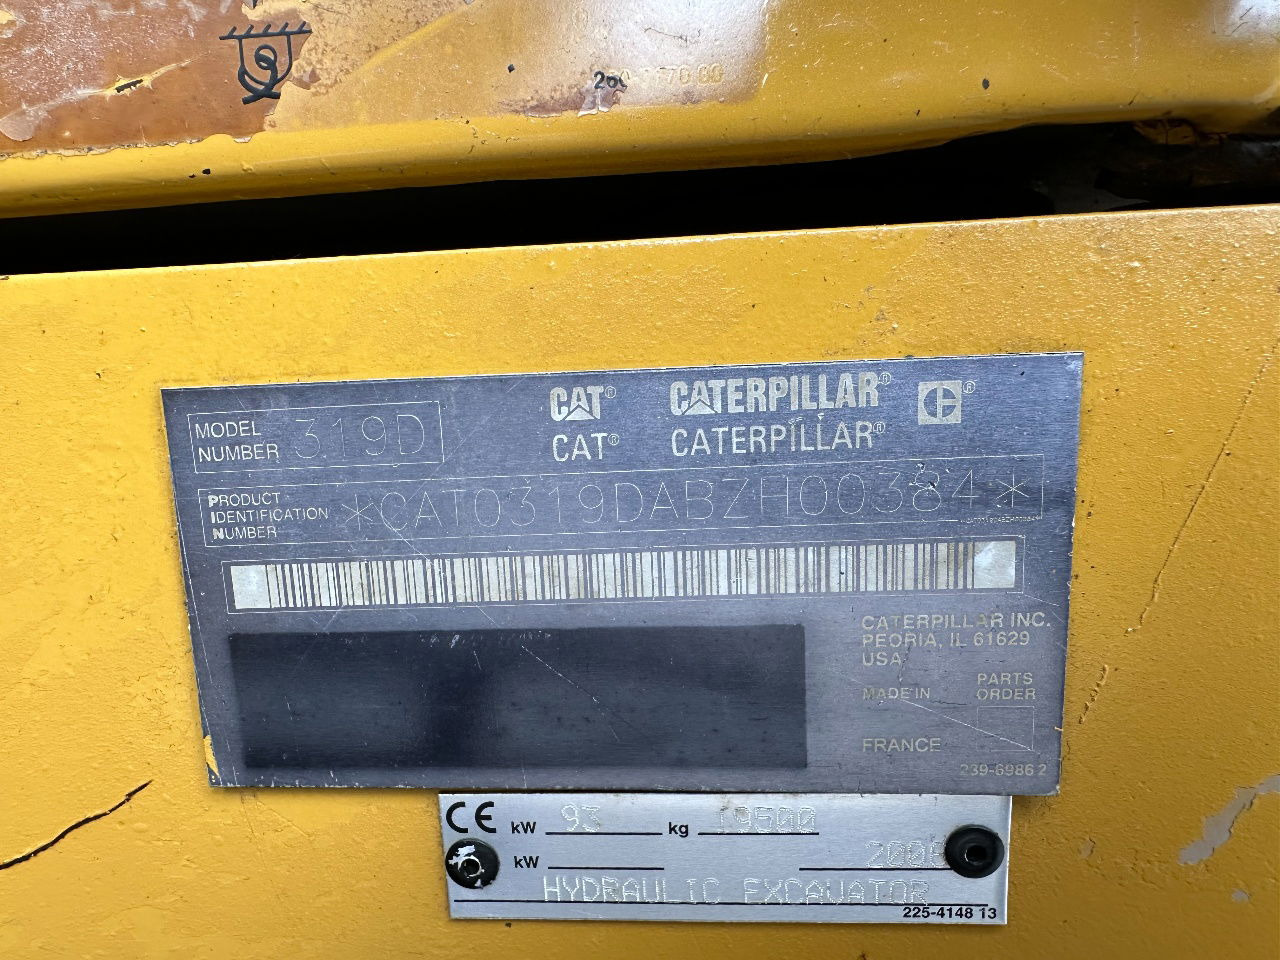 MODEL NUMBER 319D
CAT® CATERPILLAR® ®
CAT® CATERPILLAR®
PRODUCT IDENTIFICATION NUMBER *CAT0319DABZH00384*
CATERPILLAR INC.
PEORIA, IL 61629
USA
MADE IN
PARTS ORDER
FRANCE
239-6986 2
CE kW 93 kg 19500
kW
HYDRAULIC EXCAVATOR
225-4148 13